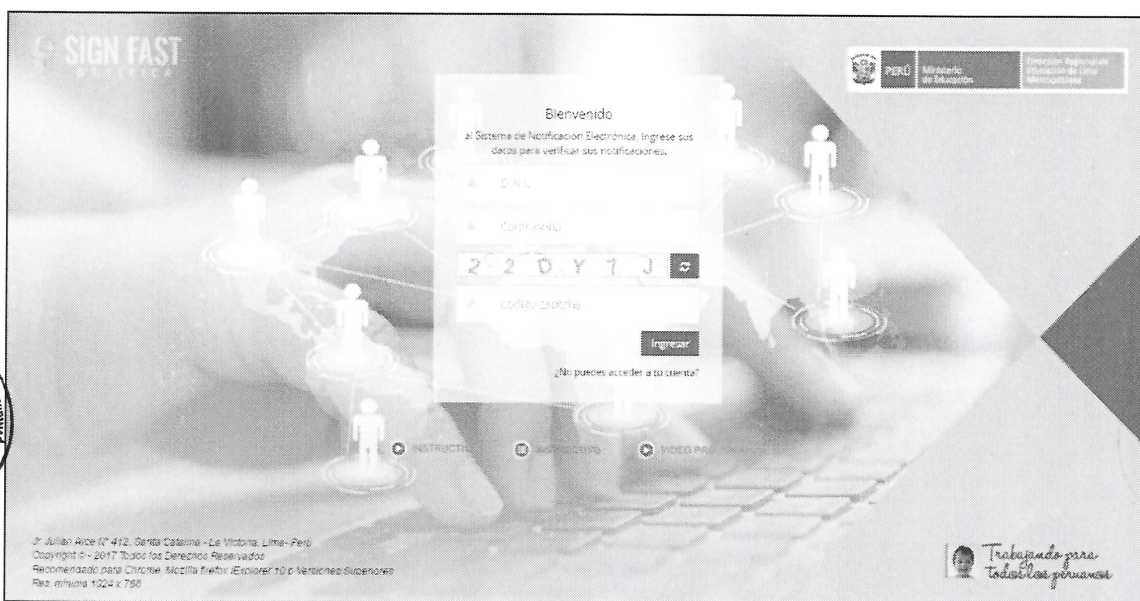 SIGN FAST
NOTIFICA
PERÚ
Ministerio
de Educación
Dirección Regional de
Educación de Lima
Metropolitana
Bienvenido
al Sistema de Notificación Electrónica. Ingrese sus
datos para verificar sus notificaciones.
D.N.I.
Contraseña
2 2 D Y 1 J
Código captcha
Ingresar
¿No puedes acceder a tu cuenta?
INSTRUCTIVO
VIDEO
Jr. Julian Arce N° 412, Santa Catalina - La Victoria, Lima- Perú
Copyright © - 2017 Todos los Derechos Reservados
Recomendado para Chrome, Mozilla firefox, IExplorer 10 o Versiones Superiores
Res. mínima 1024 x 768
Trabajando para
todos los peruanos